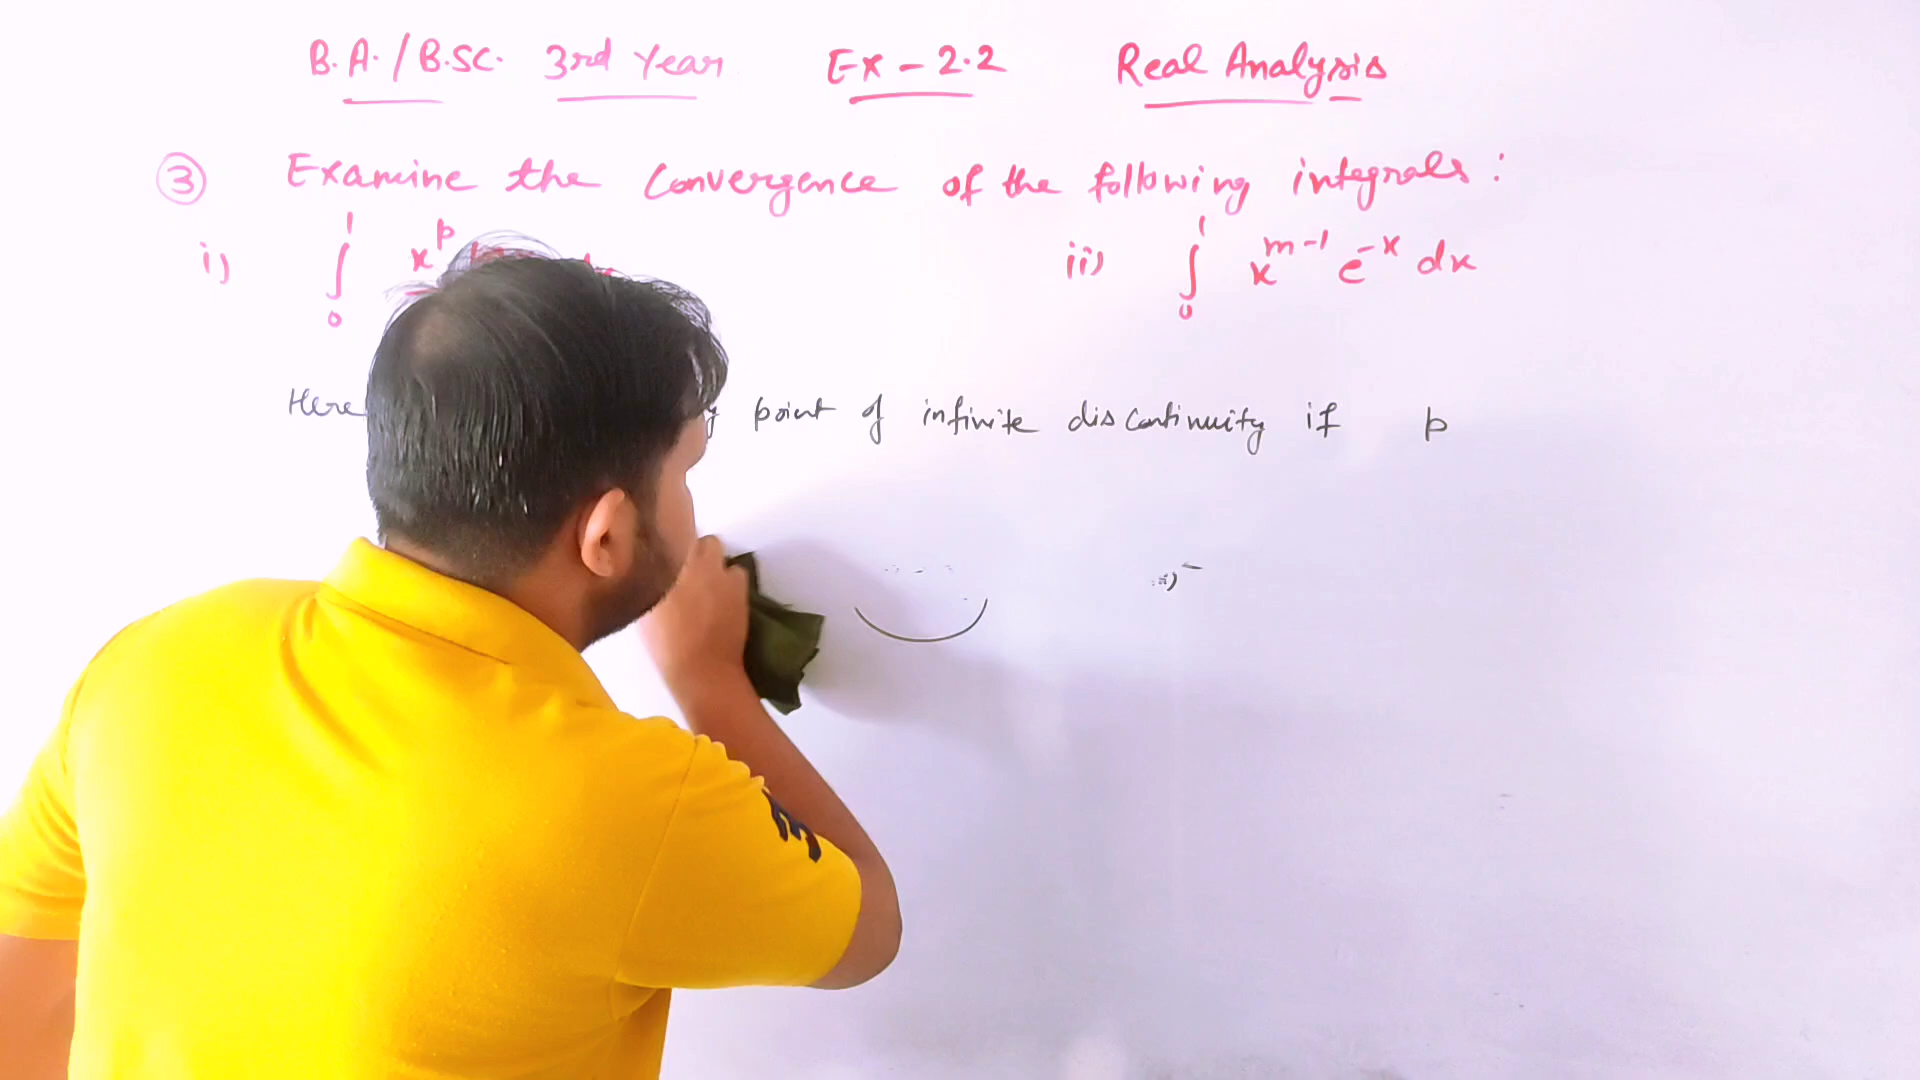 B.A./B.Sc. 3rd Year Ex-2.2 Real Analysis
③ Examine the Convergence of the following integrals:
i) ∫₀¹ x^p ii) ∫₀¹ x^{m-1} e^{-x} dx
Here point of infinite discontinuity if p